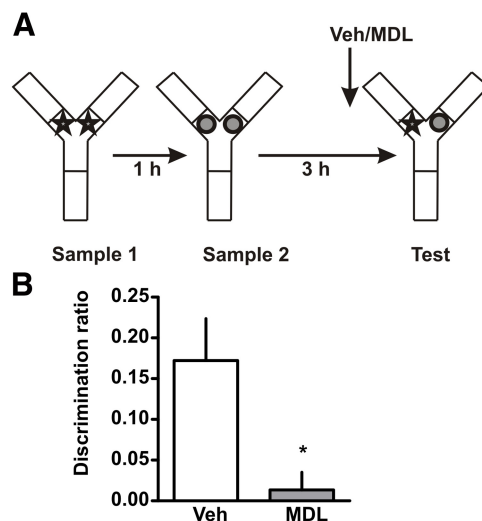 A
Veh/MDL
1 h
3 h
Sample 1
Sample 2
Test
B
Discrimination ratio
0.25
0.20
0.15
0.10
0.05
0.00
*
Veh
MDL